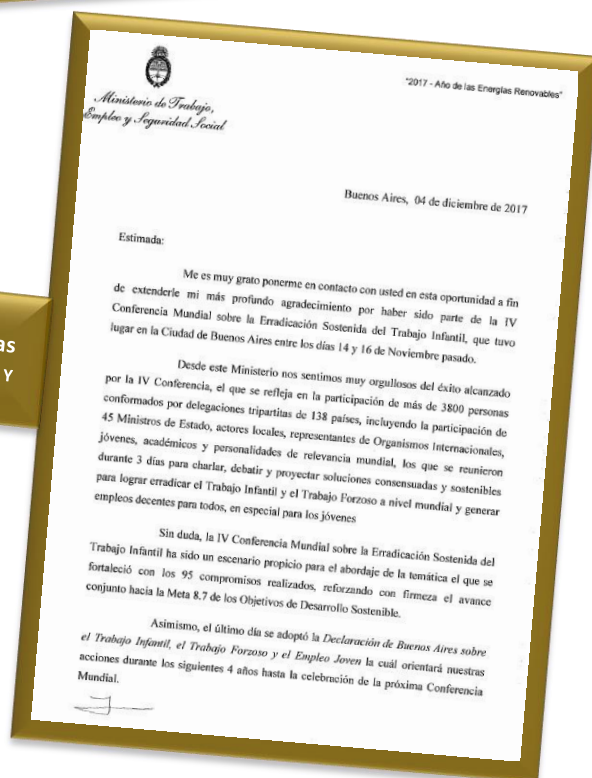 "2017 - Año de las Energías Renovables"
Ministerio de Trabajo,
Empleo y Seguridad Social
Buenos Aires, 04 de diciembre de 2017
Estimada:
Me es muy grato ponerme en contacto con usted en esta oportunidad a fin
de extenderle mi más profundo agradecimiento por haber sido parte de la IV
Conferencia Mundial sobre la Erradicación Sostenida del Trabajo Infantil, que tuvo
lugar en la Ciudad de Buenos Aires entre los días 14 y 16 de Noviembre pasado.
as
Y
Desde este Ministerio nos sentimos muy orgullosos del éxito alcanzado
por la IV Conferencia, el que se refleja en la participación de más de 3800 personas
conformados por delegaciones tripartitas de 138 países, incluyendo la participación de
45 Ministros de Estado, actores locales, representantes de Organismos Internacionales,
jóvenes, académicos y personalidades de relevancia mundial, los que se reunieron
durante 3 días para charlar, debatir y proyectar soluciones consensuadas y sostenibles
para lograr erradicar el Trabajo Infantil y el Trabajo Forzoso a nivel mundial y generar
empleos decentes para todos, en especial para los jóvenes
Sin duda, la IV Conferencia Mundial sobre la Erradicación Sostenida del
Trabajo Infantil ha sido un escenario propicio para el abordaje de la temática el que se
fortaleció con los 95 compromisos realizados, reforzando con firmeza el avance
conjunto hacia la Meta 8.7 de los Objetivos de Desarrollo Sostenible.
Asimismo, el último día se adoptó la Declaración de Buenos Aires sobre
el Trabajo Infantil, el Trabajo Forzoso y el Empleo Joven la cuál orientará nuestras
acciones durante los siguientes 4 años hasta la celebración de la próxima Conferencia
Mundial.